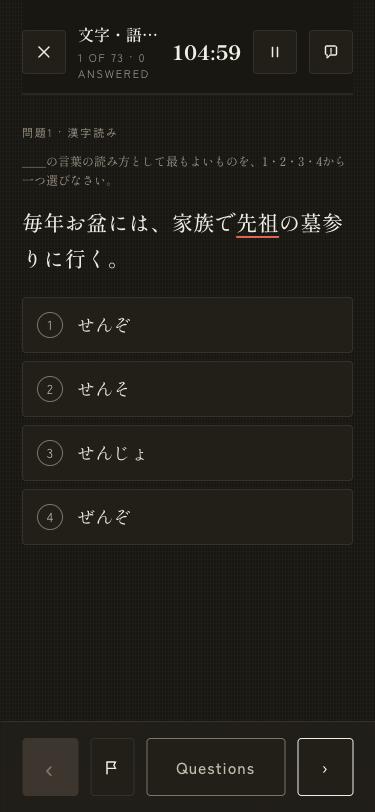 文字・語…
1 OF 73 · 0
ANSWERED
104:59
問題1 · 漢字読み
＿＿の言葉の読み方として最もよいものを、1・2・3・4から
一つ選びなさい。
毎年お盆には、家族で先祖の墓参
りに行く。
1 せんぞ
2 せんそ
3 せんじょ
4 ぜんぞ
‹
Questions
›